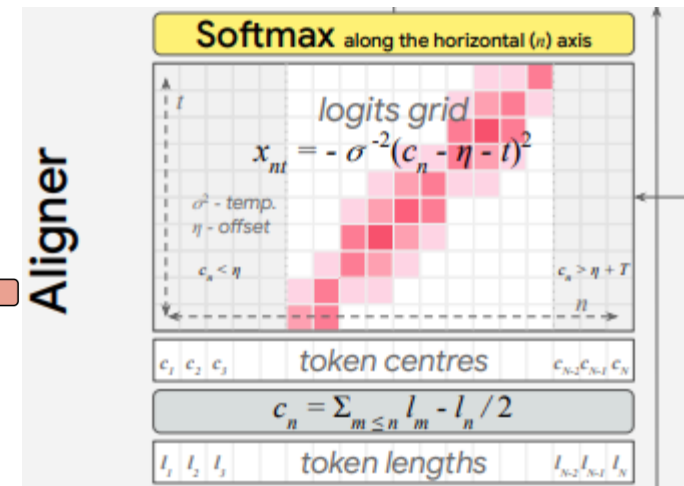 Softmax along the horizontal (n) axis
t
logits grid
x_nt = - σ^-2(c_n - η - t)^2
σ² - temp.
η - offset
c_n < η
c_n > η + T
n
Aligner
c_1 c_2 c_3 token centres c_N-2 c_N-1 c_N
c_n = Σ_m≤n l_m - l_n / 2
l_1 l_2 l_3 token lengths l_N-2 l_N-1 l_N